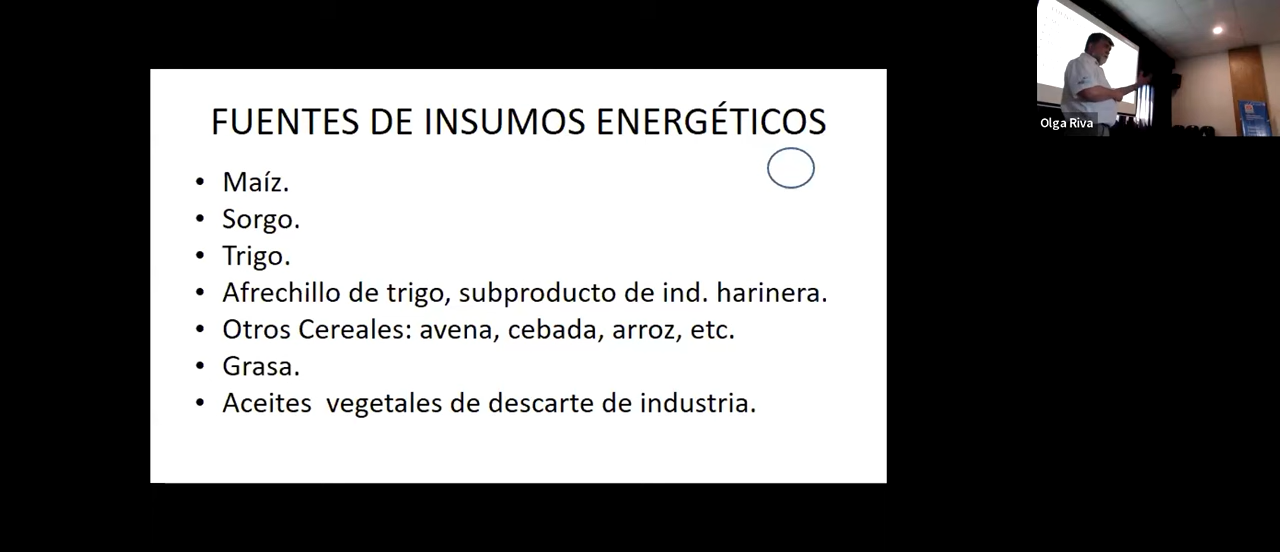 FUENTES DE INSUMOS ENERGÉTICOS
• Maíz.
• Sorgo.
• Trigo.
• Afrechillo de trigo, subproducto de ind. harinera.
• Otros Cereales: avena, cebada, arroz, etc.
• Grasa.
• Aceites  vegetales de descarte de industria.
Olga Riva